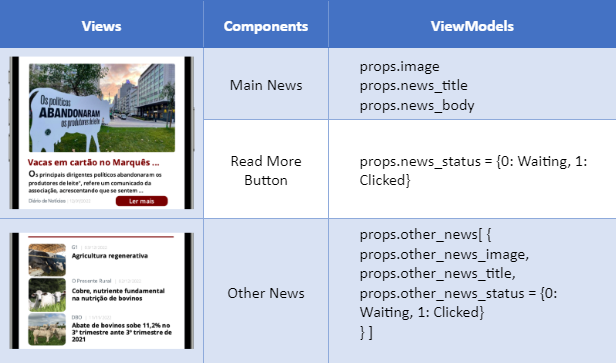 Views
Components
ViewModels
Os políticos
ABANDONARAM
os produtores de leite
Vacas em cartão no Marquês ...
Os principais dirigentes políticos abandonaram os
produtores de leite", refere um comunicado da
associação, acrescentando que se sentem ...
Diário de Notícias
Ler mais
Main News
props.image
props.news_title
props.news_body
Read More
Button
props.news_status = {0: Waiting, 1:
Clicked}
G1
Agricultura regenerativa
O Presente Rural
Cobre, nutriente fundamental
na nutrição de bovinos
DBO
Abate de bovinos sobe 11,2% no
3º trimestre ante 3º trimestre de
2021
Other News
props.other_news[ {
props.other_news_image,
props.other_news_title,
props.other_news_status = {0:
Waiting, 1: Clicked}
} ]